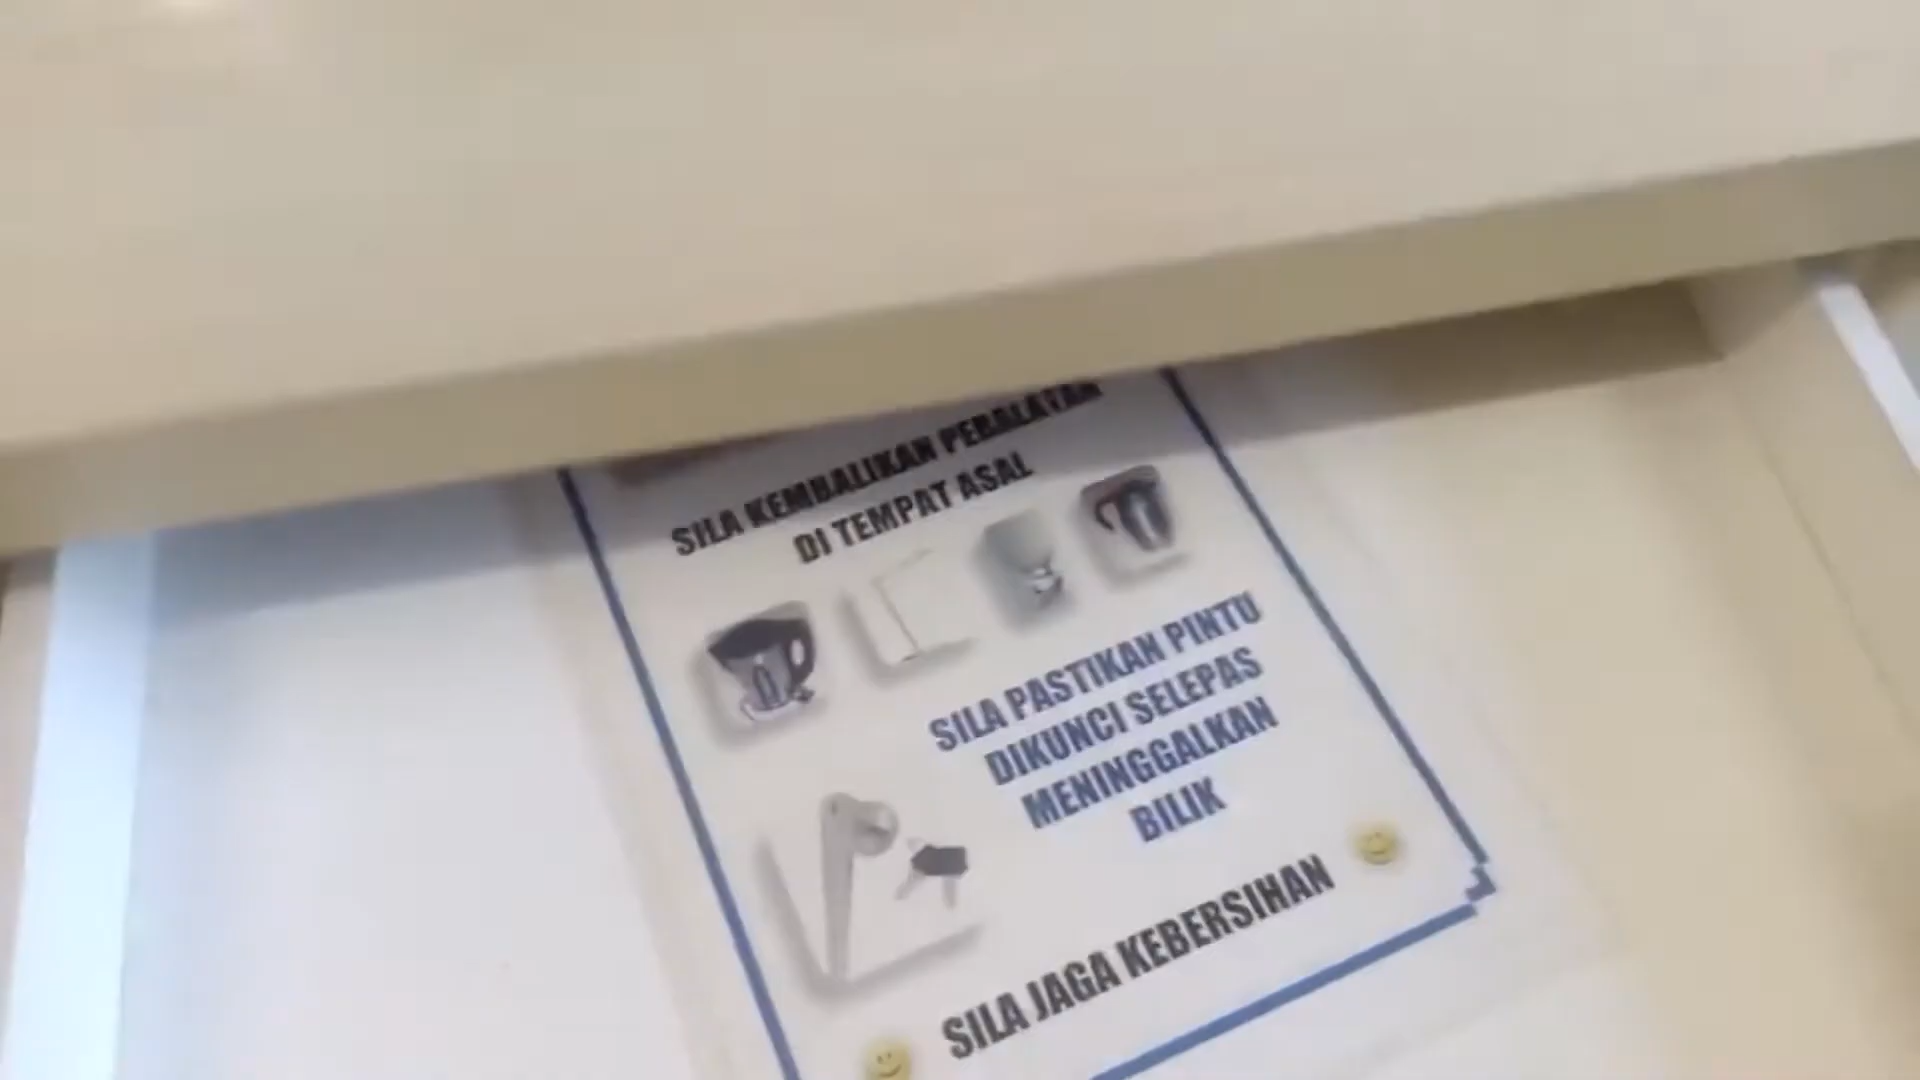 SILA KEMBALIKAN PERALATAN
DI TEMPAT ASAL
SILA PASTIKAN PINTU
DIKUNCI SELEPAS
MENINGGALKAN
BILIK
SILA JAGA KEBERSIHAN